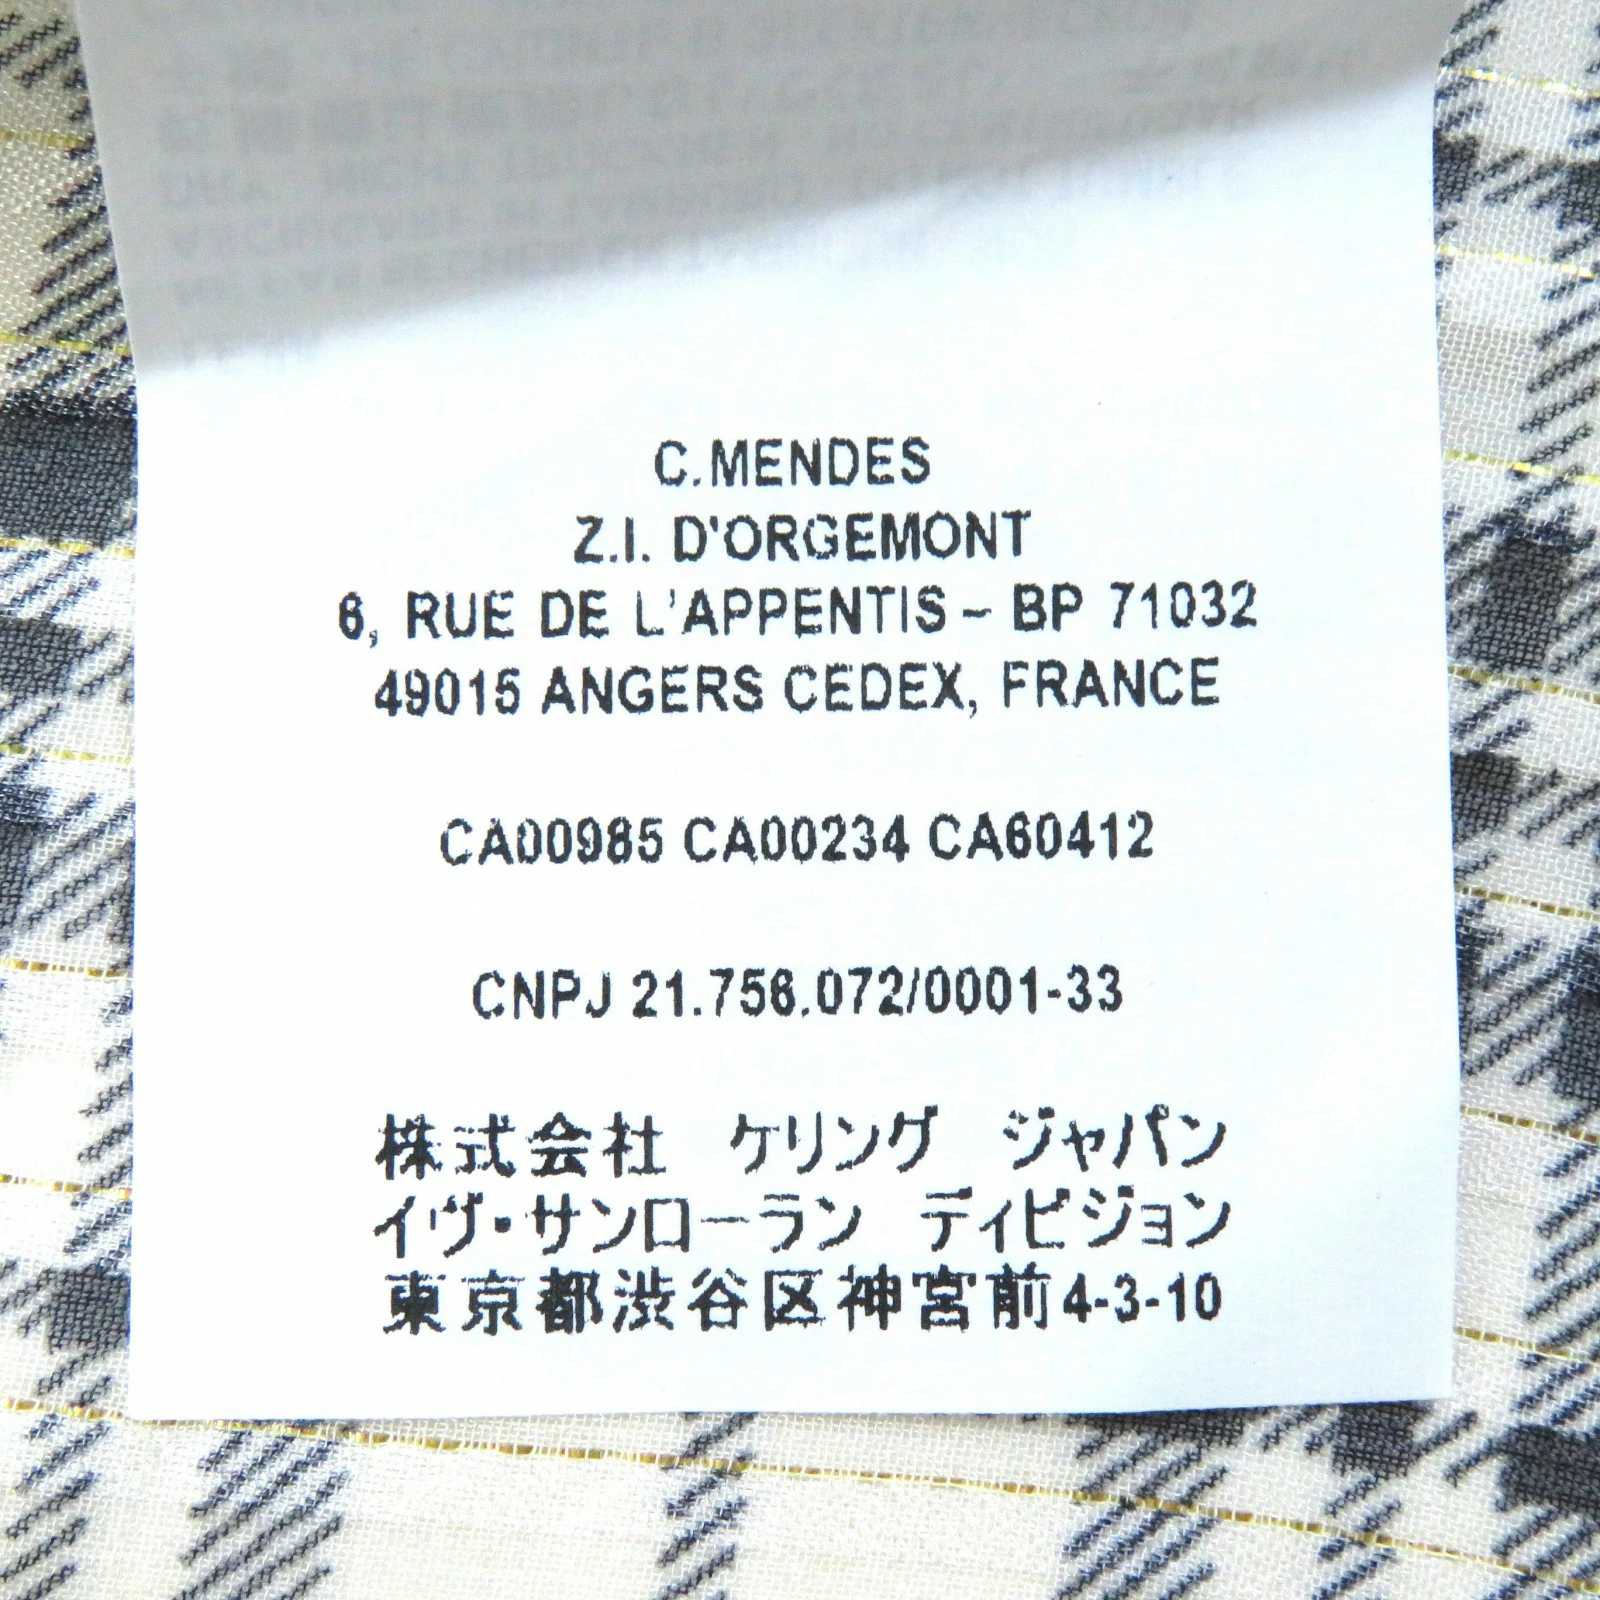 C.MENDES
Z.I. D'ORGEMONT
6, RUE DE L'APPENTIS - BP 71032
49015 ANGERS CEDEX, FRANCE
CA00985 CA00234 CA60412
CNPJ 21.756.072/0001-33
株式会社 ケリング ジャパン
イヴ・サンローラン ディビジョン
東京都渋谷区神宮前4-3-10